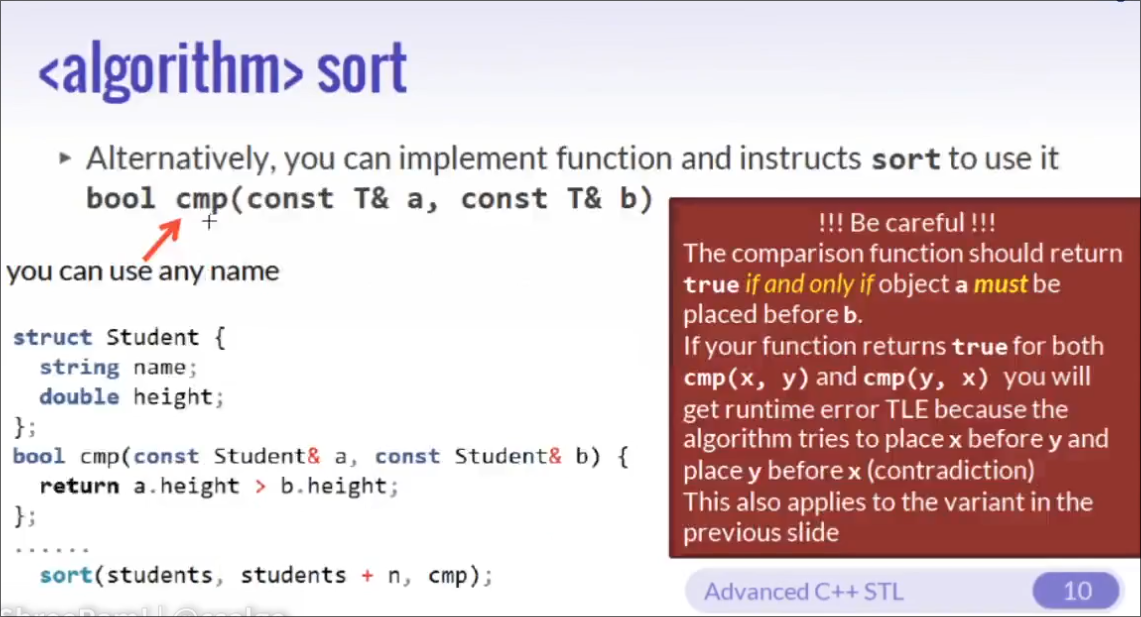 <algorithm> sort
▸ Alternatively, you can implement function and instructs sort to use it
bool cmp(const T& a, const T& b)
you can use any name
struct Student {
string name;
double height;
};
bool cmp(const Student& a, const Student& b) {
return a.height > b.height;
};
......
sort(students, students + n, cmp);
!!! Be careful !!!
The comparison function should return
true if and only if object a must be
placed before b.
If your function returns true for both
cmp(x, y) and cmp(y, x) you will
get runtime error TLE because the
algorithm tries to place x before y and
place y before x (contradiction)
This also applies to the variant in the
previous slide
Advanced C++ STL
10